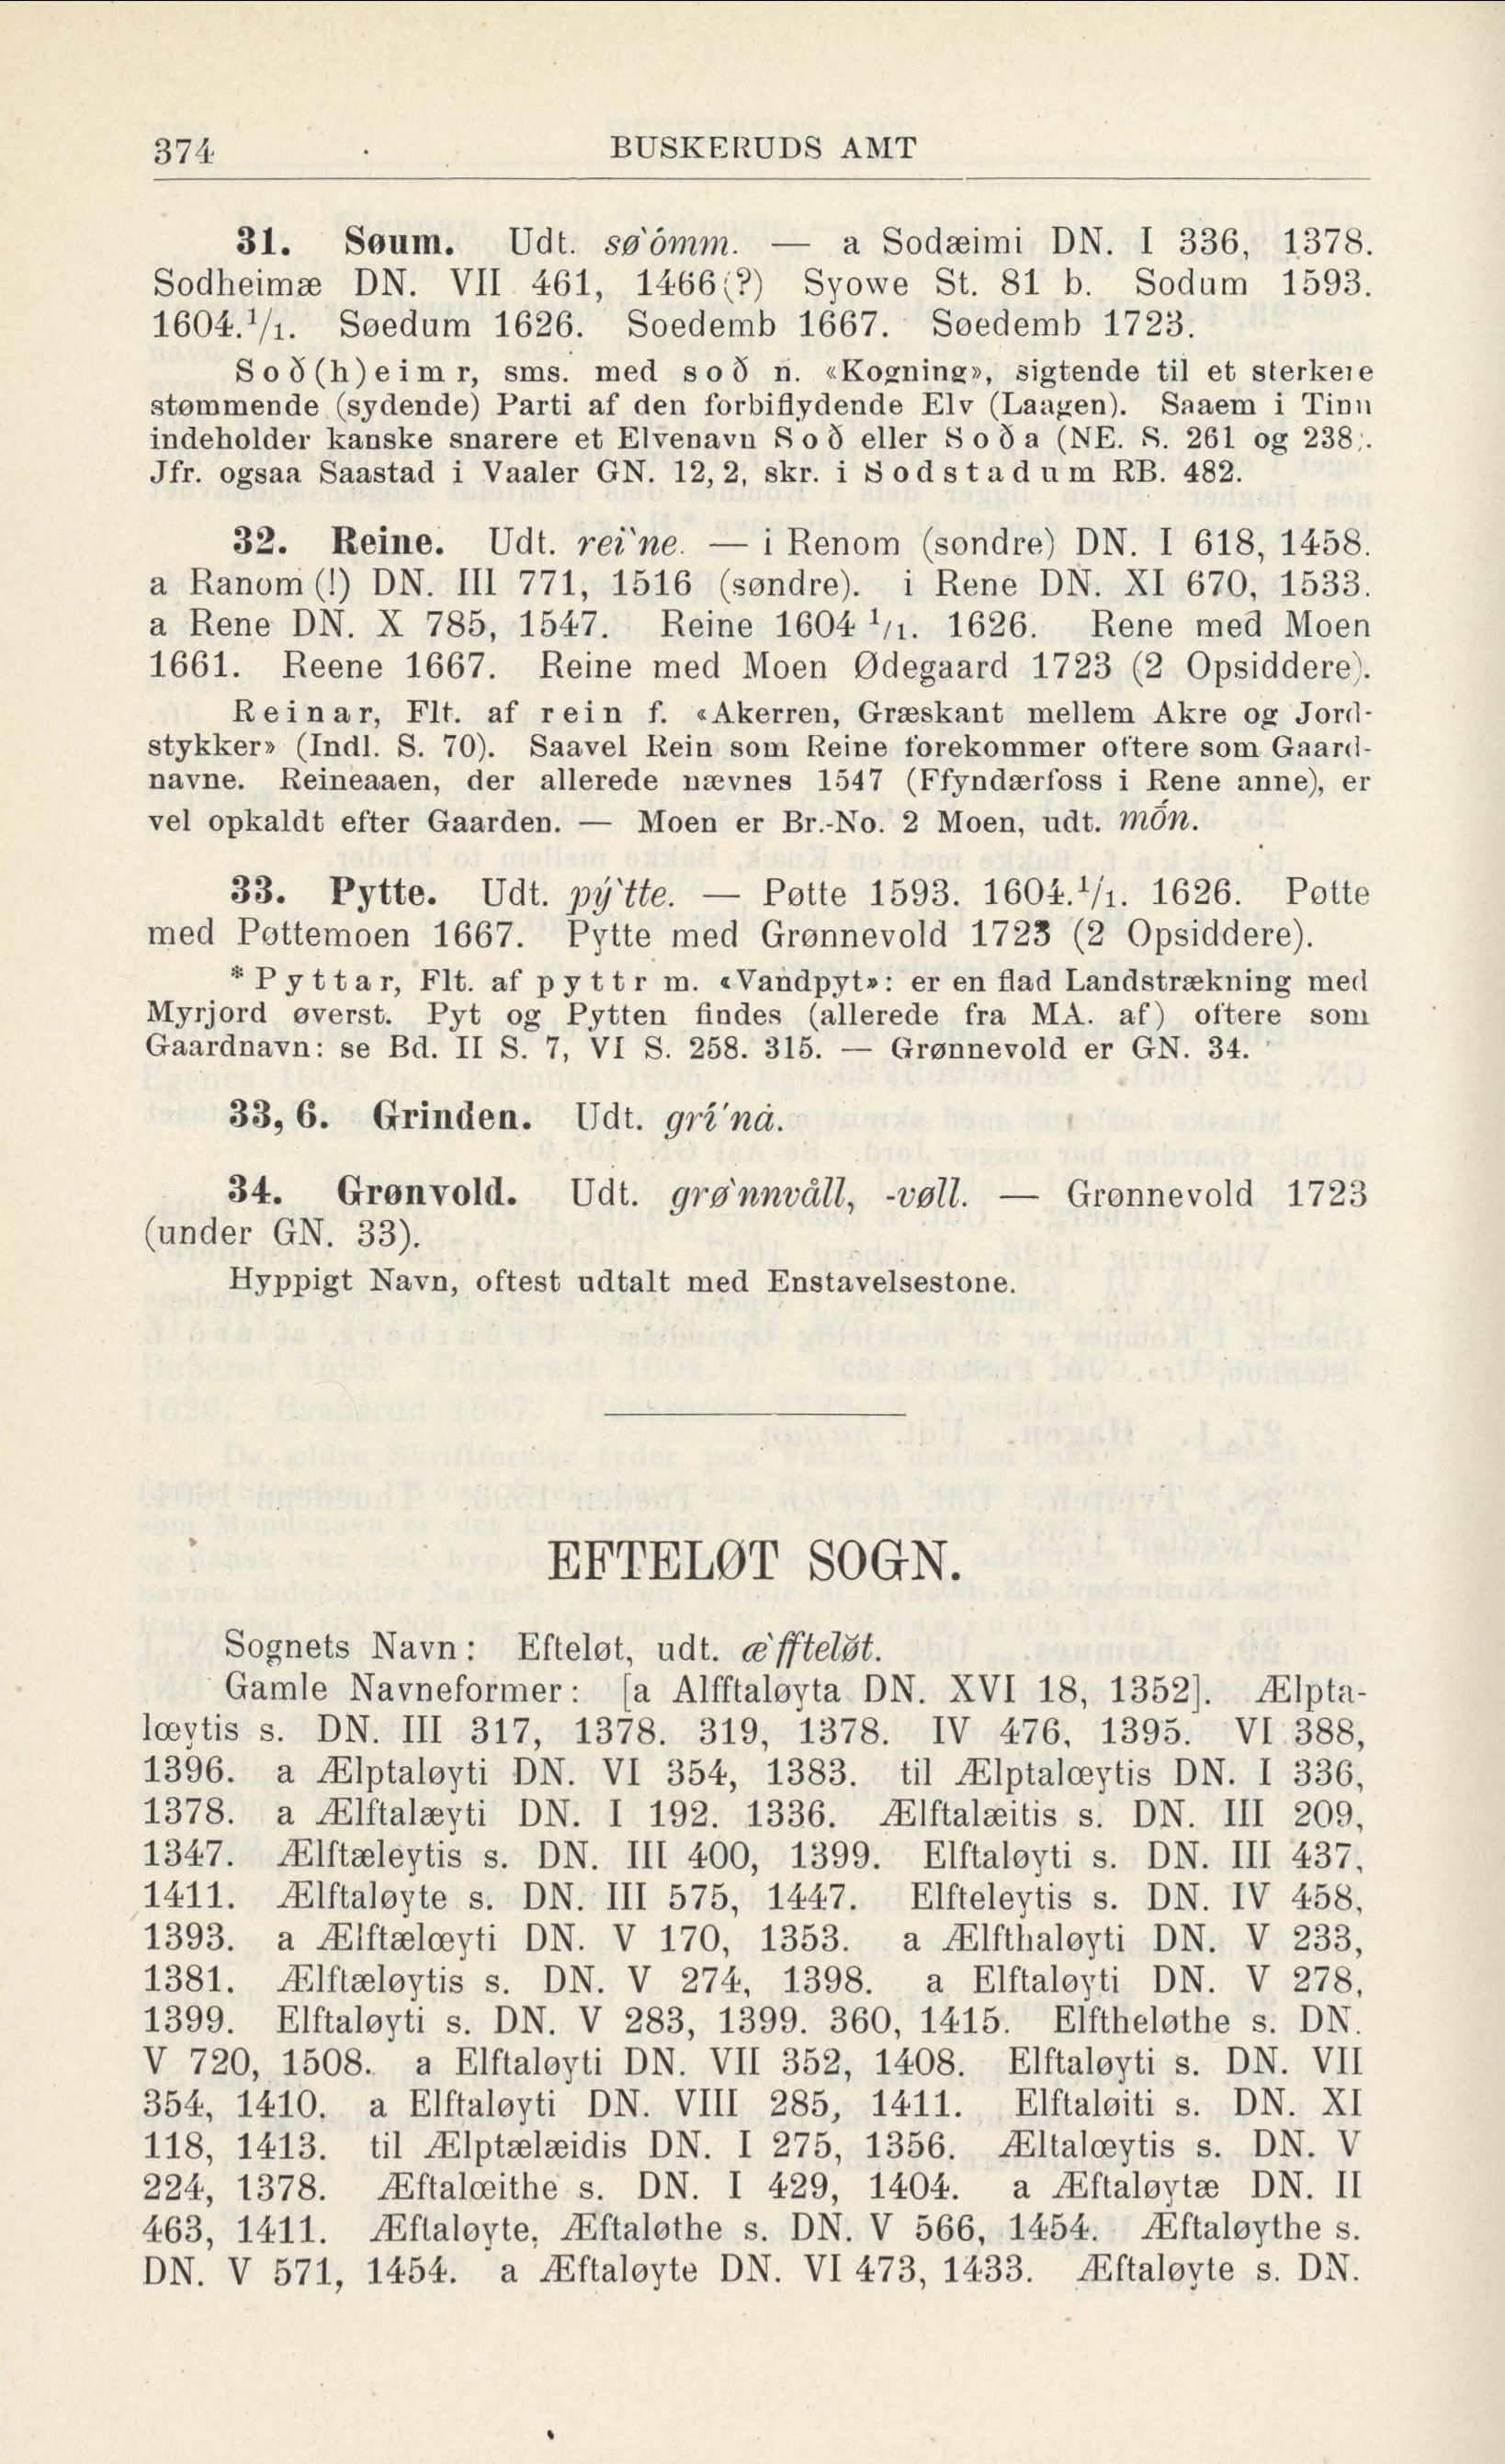 374 BUSKERUDS AMT
31. Søum. Udt. sø`ömm. — a Sodæimi DN. I 336, 1378.
Sodheimæ DN. VII 461, 1466(?) Syowe St. 81 b. Sodum 1593.
1604.¹/₁. Søedum 1626. Soedemb 1667. Søedemb 1723.
Soð(h)eimr, sms. med soð n. «Kogning», sigtende til et sterkere
stømmende (sydende) Parti af den forbiflydende Elv (Laagen). Saaem i Tinn
indeholder kanske snarere et Elvenavn Soð eller Soða (NE. S. 261 og 238).
Jfr. ogsaa Saastad i Vaaler GN. 12, 2, skr. i Sodstadum RB. 482.
32. Reine. Udt. rei`ne. — i Renom (søndre) DN. I 618, 1458.
a Ranom (!) DN. III 771, 1516 (søndre). i Rene DN. XI 670, 1533.
a Rene DN. X 785, 1547. Reine 1604 ¹/₁. 1626. Rene med Moen
1661. Reene 1667. Reine med Moen Ødegaard 1723 (2 Opsiddere).
Reinar, Flt. af rein f. «Akerren, Græskant mellem Akre og Jord-
stykker» (Indl. S. 70). Saavel Rein som Reine forekommer oftere som Gaard-
navne. Reineaaen, der allerede nævnes 1547 (Ffyndærfoss i Rene anne), er
vel opkaldt efter Gaarden. — Moen er Br.-No. 2 Moen, udt. mṓn.
33. Pytte. Udt. pý`tte. — Pøtte 1593. 1604.¹/₁. 1626. Pøtte
med Pøttemoen 1667. Pytte med Grønnevold 1723 (2 Opsiddere).
*Pyttar, Flt. af pyttr m. «Vandpyt»: er en flad Landstrækning med
Myrjord øverst. Pyt og Pytten findes (allerede fra MA. af) oftere som
Gaardnavn: se Bd. II S. 7, VI S. 258. 315. — Grønnevold er GN. 34.
33, 6. Grinden. Udt. grı̊́'nȧ.
34. Grønvold. Udt. grø`nnvåll, -vøll. — Grønnevold 1723
(under GN. 33).
Hyppigt Navn, oftest udtalt med Enstavelsestone.
EFTELØT SOGN.
Sognets Navn: Efteløt, udt. æ`ffteløt.
Gamle Navneformer: [a Alfftaløyta DN. XVI 18, 1352]. Ælpta-
lœytis s. DN. III 317, 1378. 319, 1378. IV 476, 1395. VI 388,
1396. a Ælptaløyti DN. VI 354, 1383. til Ælptalœytis DN. I 336,
1378. a Ælftalæyti DN. I 192. 1336. Ælftalæitis s. DN. III 209,
1347. Ælftæleytis s. DN. III 400, 1399. Elftaløyti s. DN. III 437,
1411. Ælftaløyte s. DN. III 575, 1447. Elfteleytis s. DN. IV 458,
1393. a Ælftælœyti DN. V 170, 1353. a Ælfthaløyti DN. V 233,
1381. Ælftæløytis s. DN. V 274, 1398. a Elftaløyti DN. V 278,
1399. Elftaløyti s. DN. V 283, 1399. 360, 1415. Elftheløthe s. DN.
V 720, 1508. a Elftaløyti DN. VII 352, 1408. Elftaløyti s. DN. VII
354, 1410. a Elftaløyti DN. VIII 285, 1411. Elftaløiti s. DN. XI
118, 1413. til Ælptælæidis DN. I 275, 1356. Æltalœytis s. DN. V
224, 1378. Æftalœithe s. DN. I 429, 1404. a Æftaløytæ DN. II
463, 1411. Æftaløyte, Æftaløthe s. DN. V 566, 1454. Æftaløythe s.
DN. V 571, 1454. a Æftaløyte DN. VI 473, 1433. Æftaløyte s. DN.